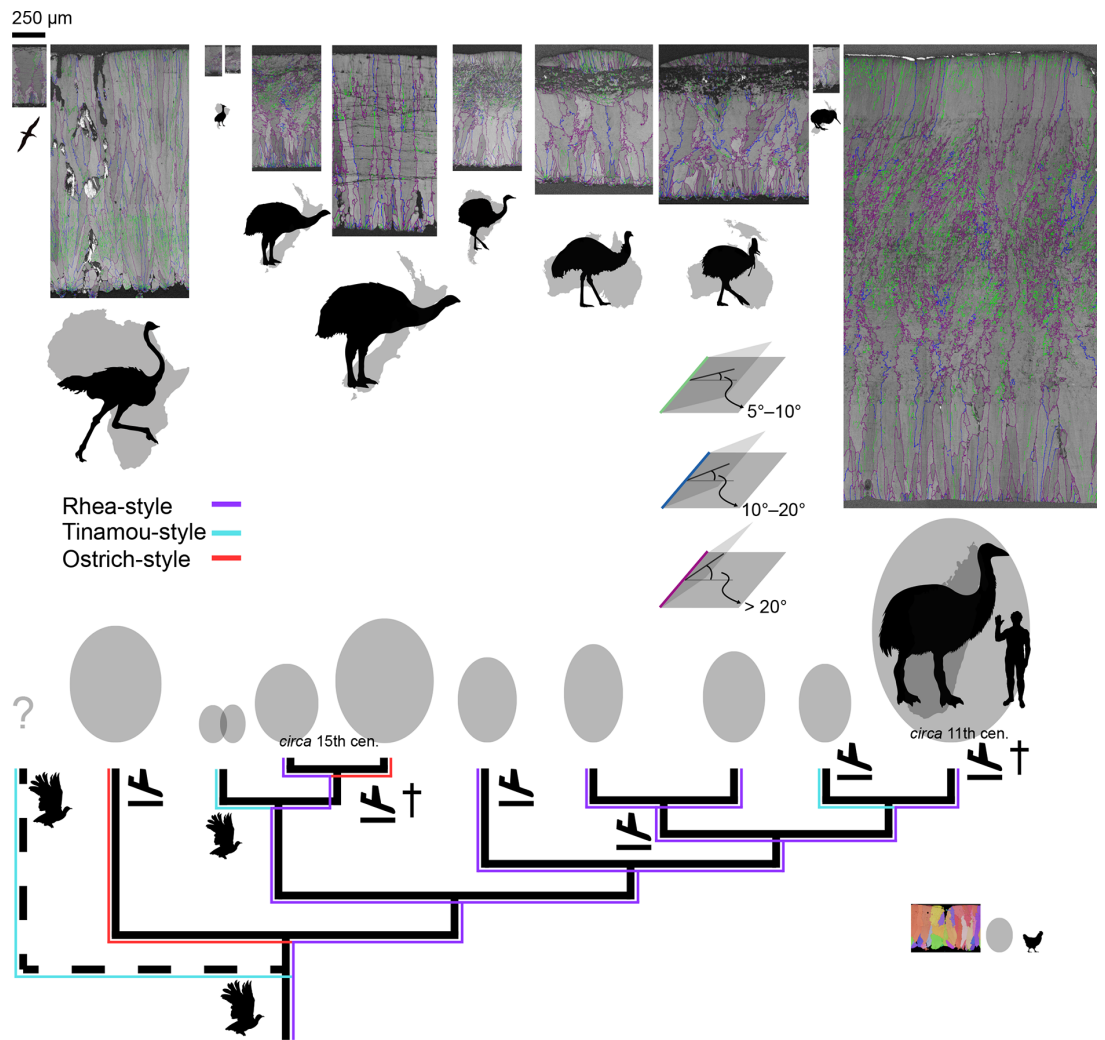 250 µm
5°–10°
10°–20°
> 20°
Rhea-style
Tinamou-style
Ostrich-style
?
circa 15th cen.
circa 11th cen.